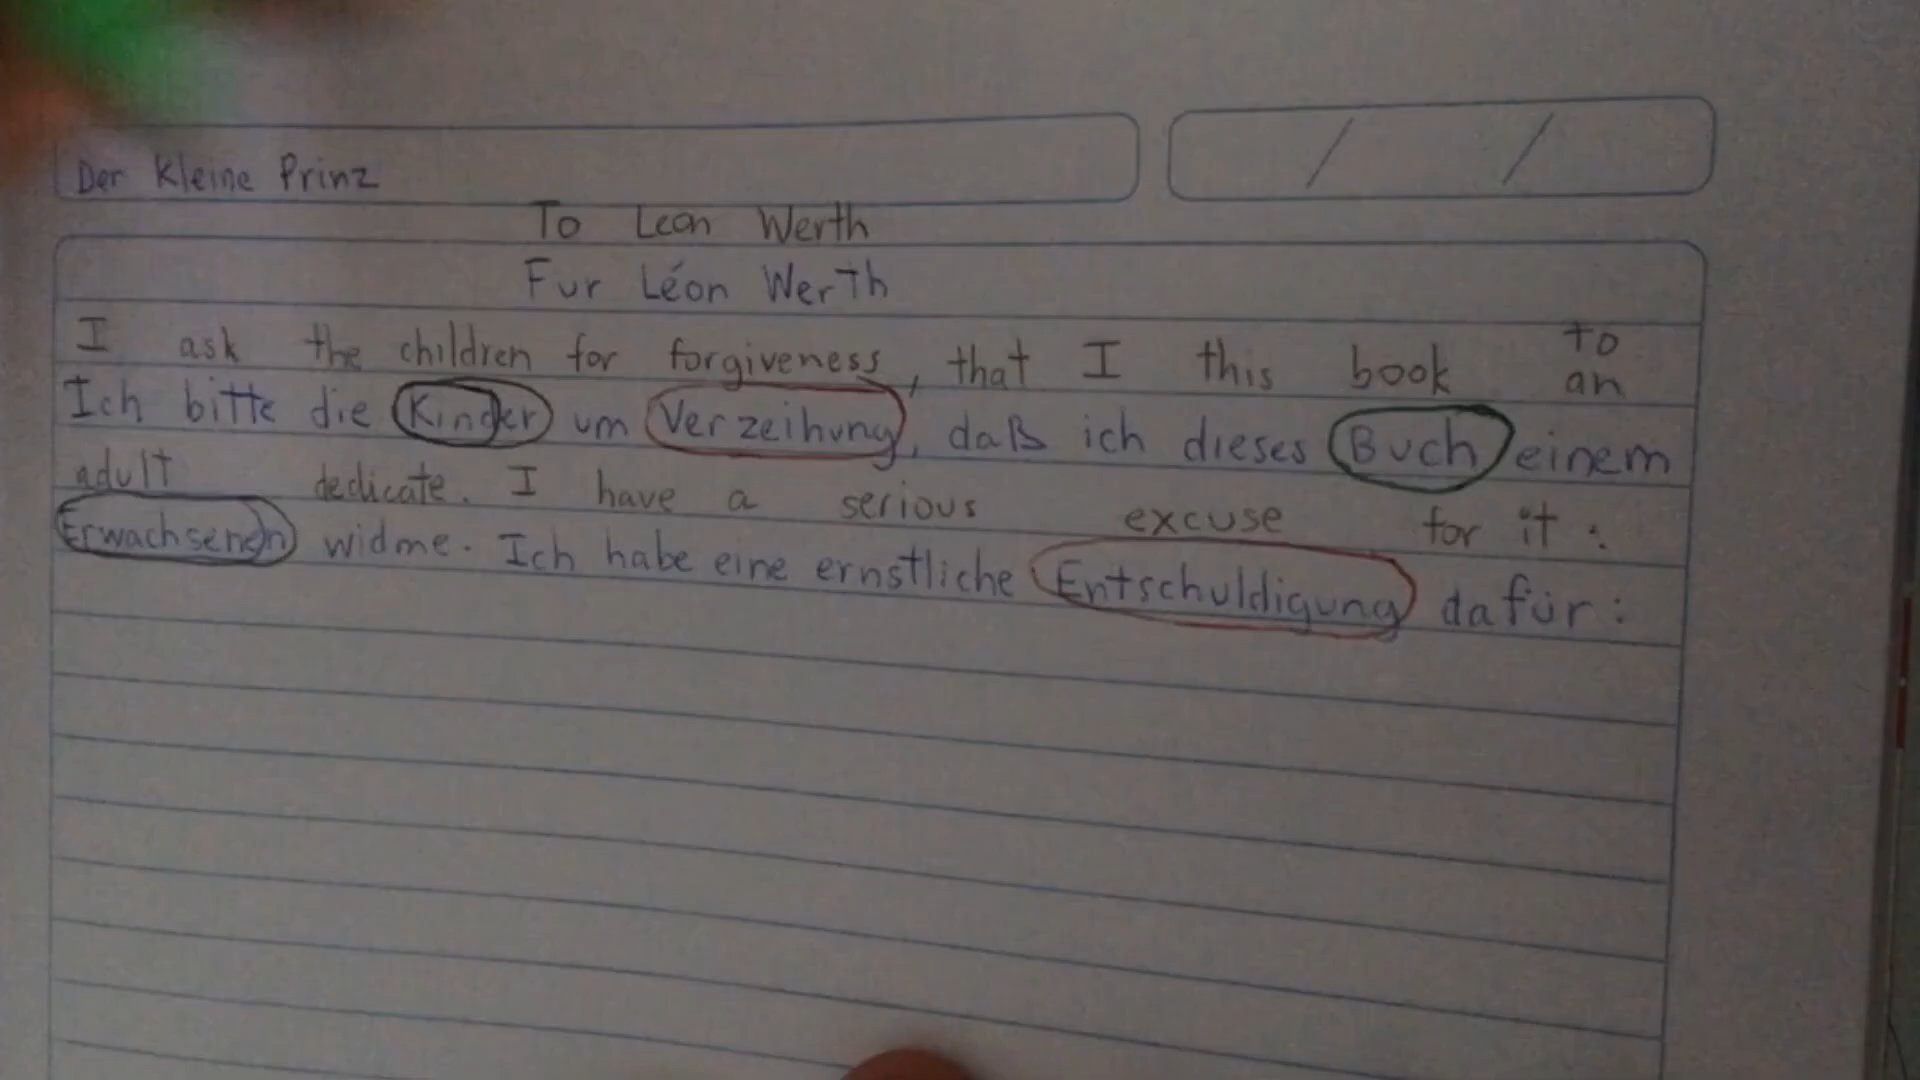 Der Kleine Prinz
To Leon Werth
Fur Léon Werth
I ask the children for forgiveness, that I this book to an
Ich bitte die Kinder um Verzeihung, daß ich dieses Buch einem
adult dedicate. I have a serious excuse for it:
Erwachsenen widme. Ich habe eine ernstliche Entschuldigung dafür: